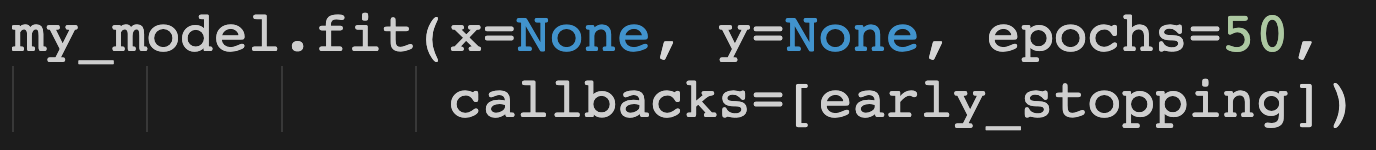 my_model.fit(x=None, y=None, epochs=50,
callbacks=[early_stopping])